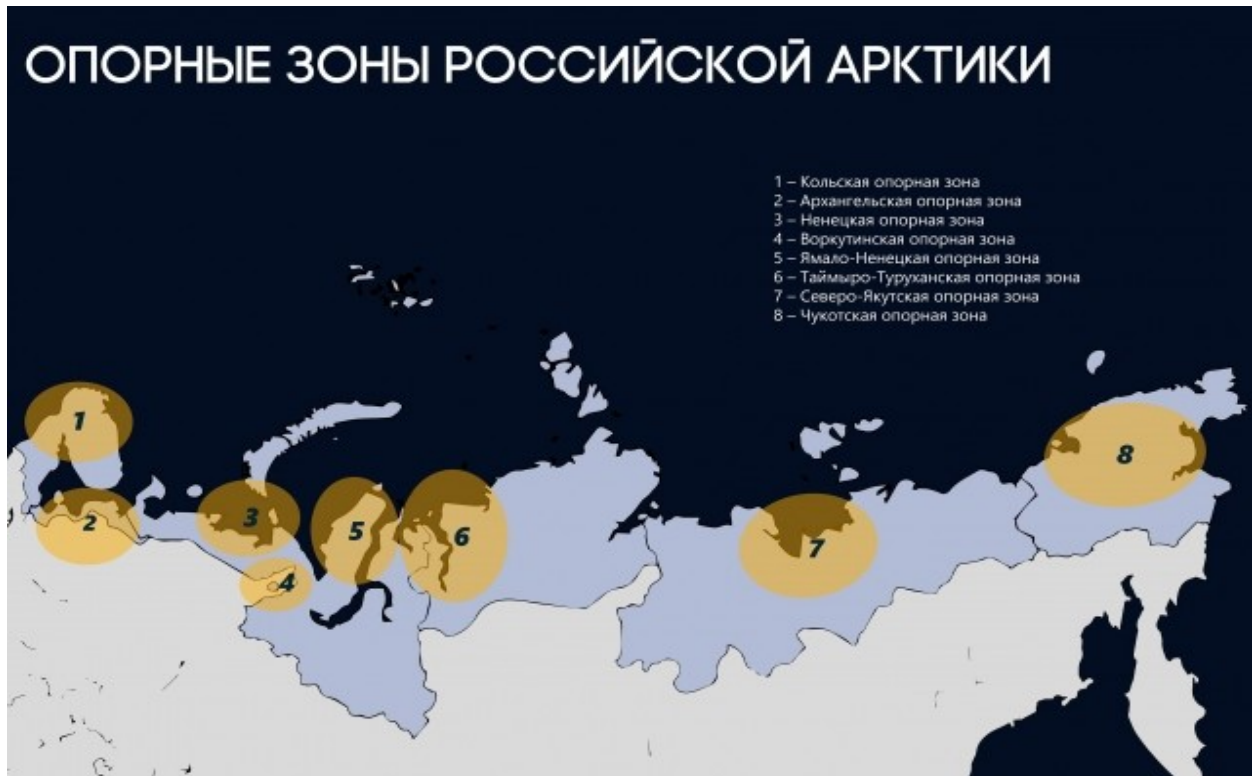 ОПОРНЫЕ ЗОНЫ РОССИЙСКОЙ АРКТИКИ
1 – Кольская опорная зона
2 – Архангельская опорная зона
3 – Ненецкая опорная зона
4 – Воркутинская опорная зона
5 – Ямало-Ненецкая опорная зона
6 – Таймыро-Туруханская опорная зона
7 – Северо-Якутская опорная зона
8 – Чукотская опорная зона
1
2
3
4
5
6
7
8